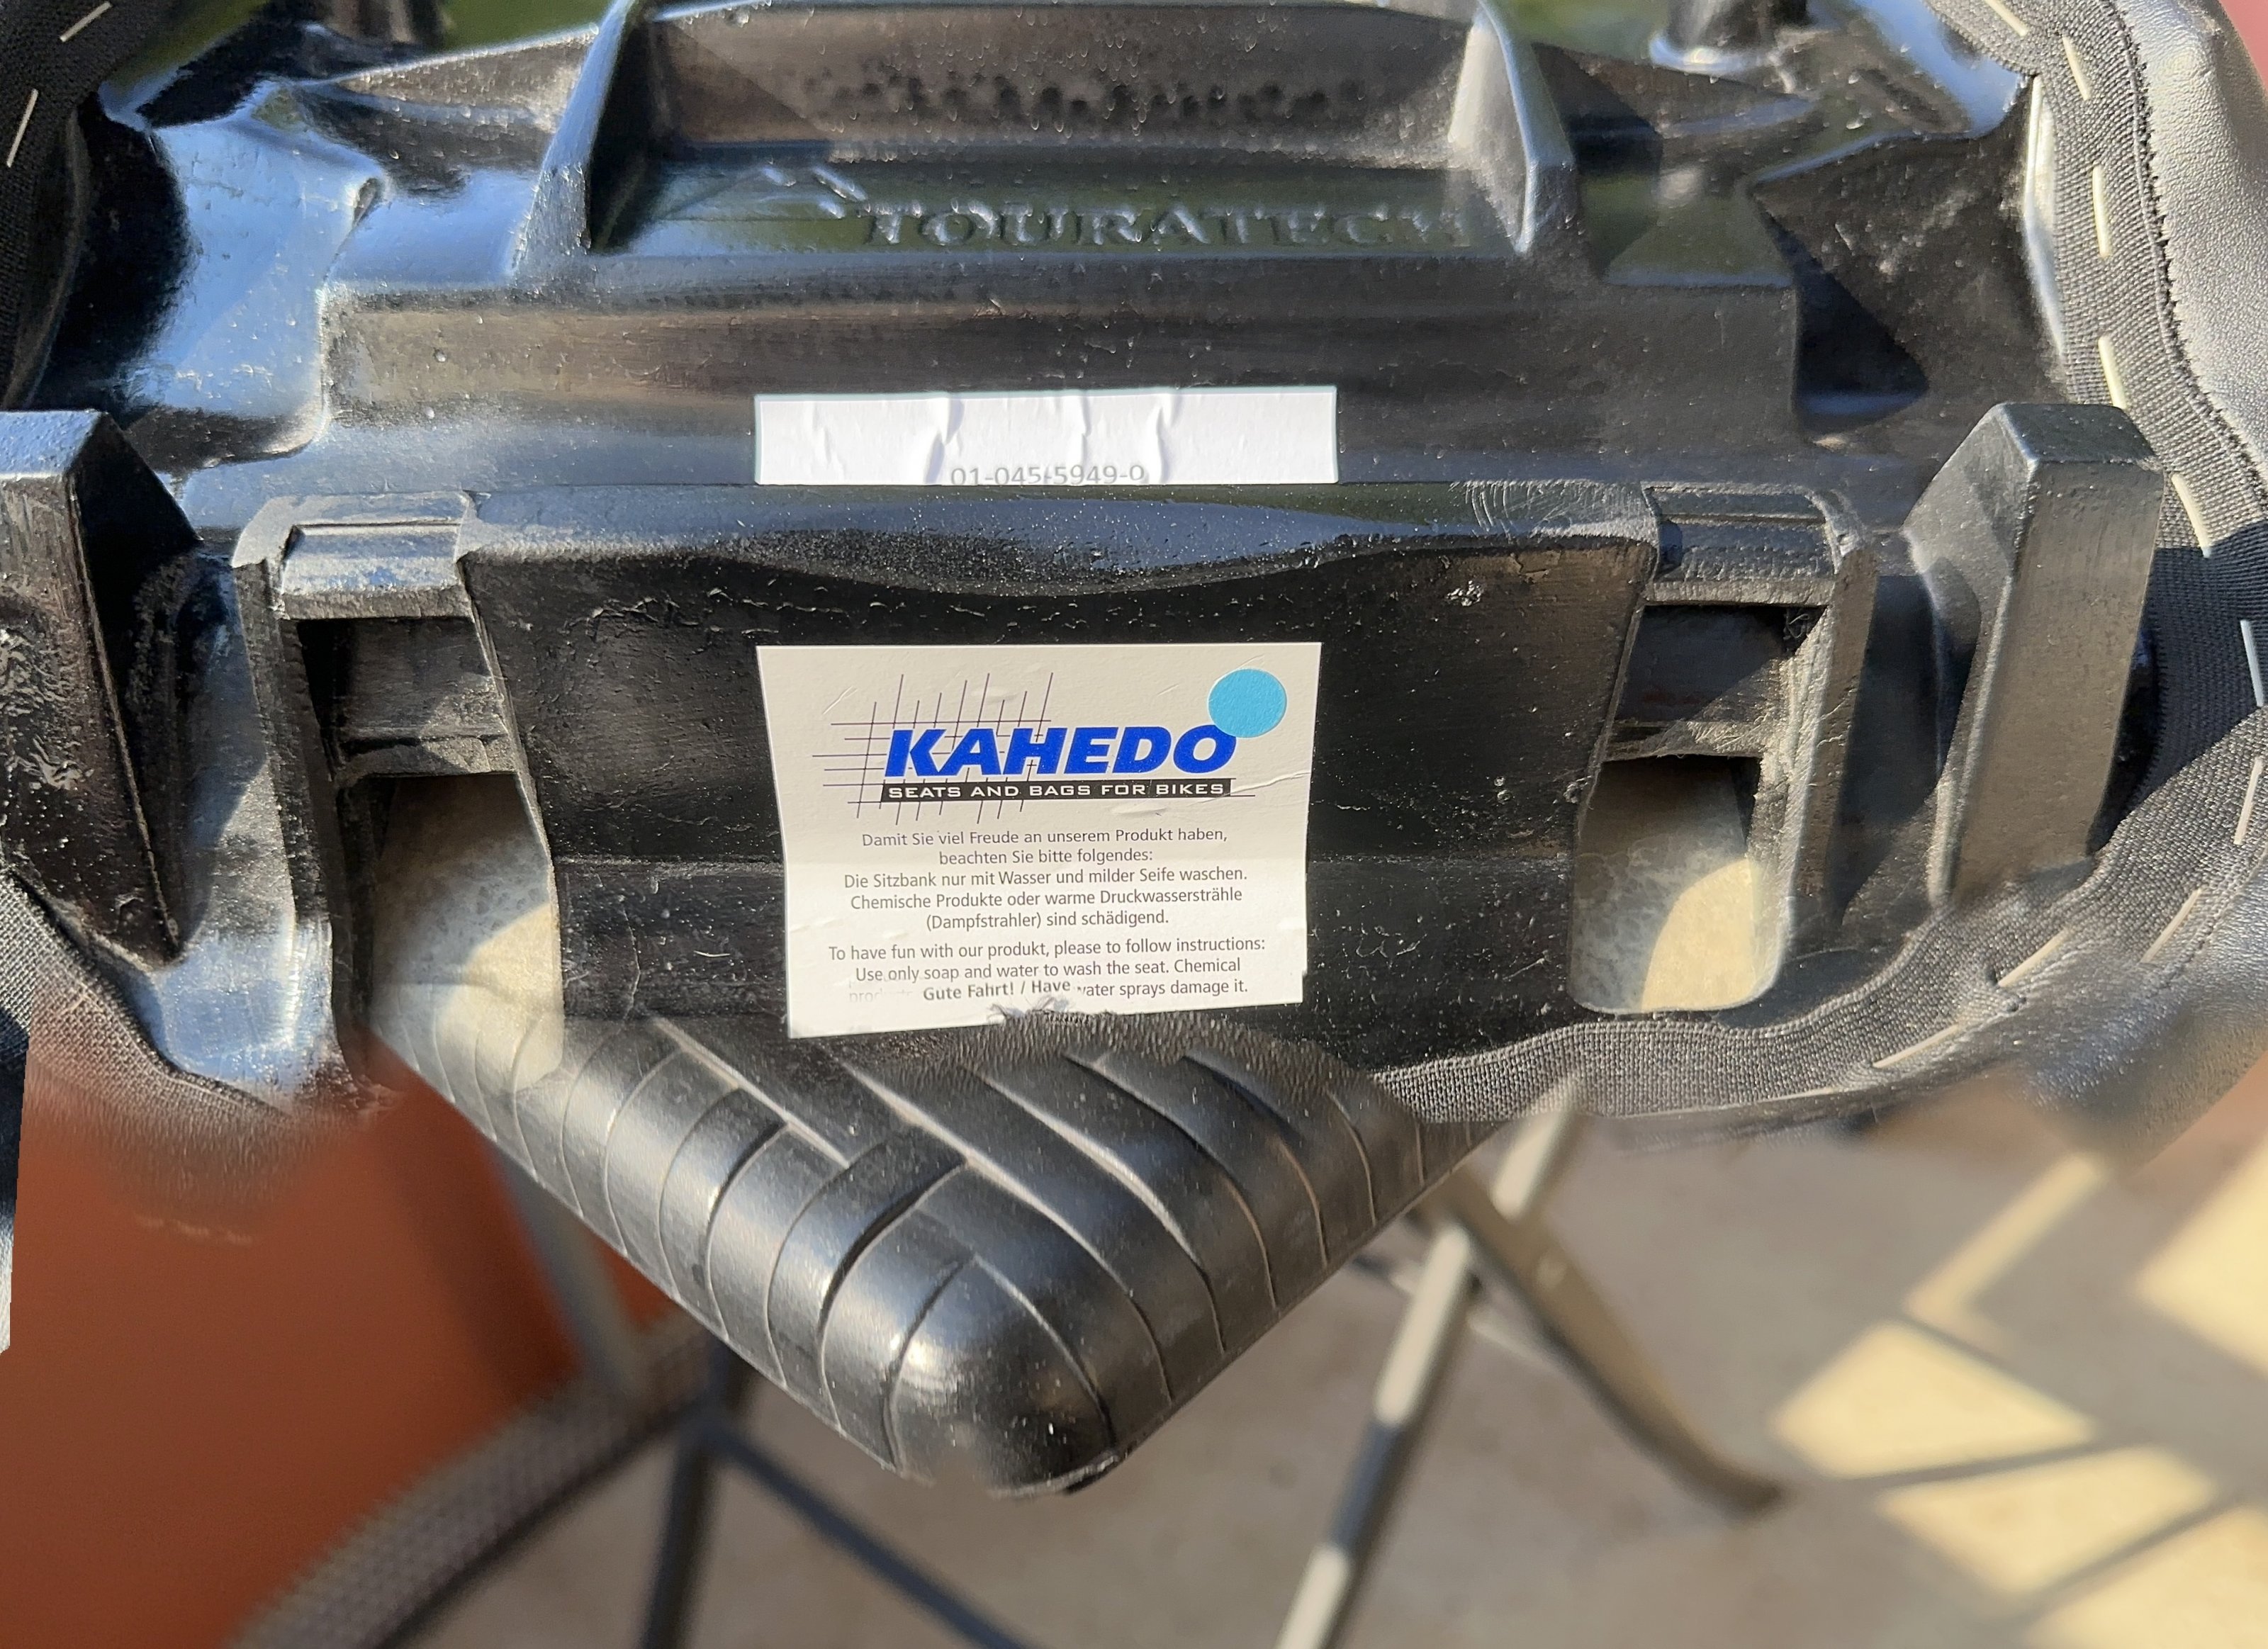 TOURATECH
01-045-5949-0
KAHEDO
SEATS AND BAGS FOR BIKES
Damit Sie viel Freude an unserem Produkt haben,
beachten Sie bitte folgendes:
Die Sitzbank nur mit Wasser und milder Seife waschen.
Chemische Produkte oder warme Druckwassersträhle
(Dampfstrahler) sind schädigend.
To have fun with our produkt, please to follow instructions:
Use only soap and water to wash the seat. Chemical
Gute Fahrt! / Have water sprays damage it.